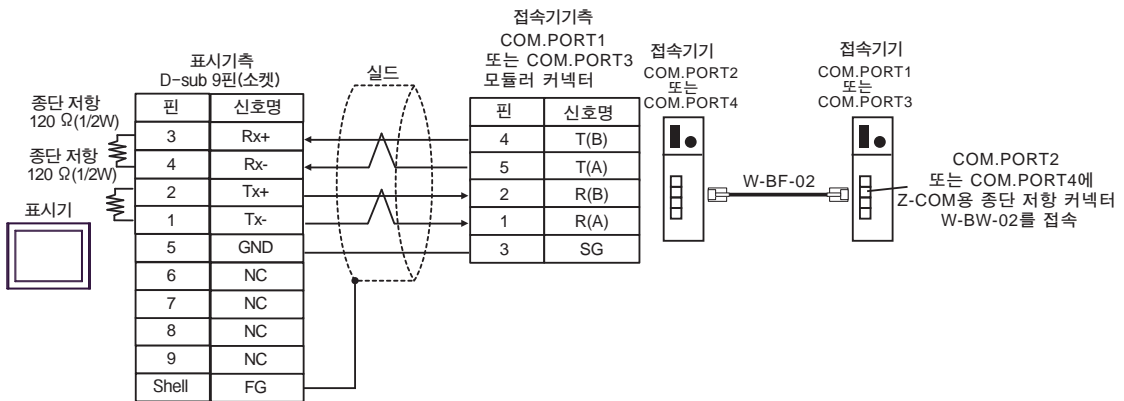 접속기기측
COM.PORT1
또는 COM.PORT3
모듈러 커넥터
표시기측
D-sub 9핀(소켓)
실드
접속기기
COM.PORT2
또는
COM.PORT4
접속기기
COM.PORT1
또는
COM.PORT3
종단 저항
120 Ω(1/2W)
종단 저항
120 Ω(1/2W)
표시기
핀 신호명
3 Rx+
4 Rx-
2 Tx+
1 Tx-
5 GND
6 NC
7 NC
8 NC
9 NC
Shell FG
핀 신호명
4 T(B)
5 T(A)
2 R(B)
1 R(A)
3 SG
W-BF-02
COM.PORT2
또는 COM.PORT4에
Z-COM용 종단 저항 커넥터
W-BW-02를 접속